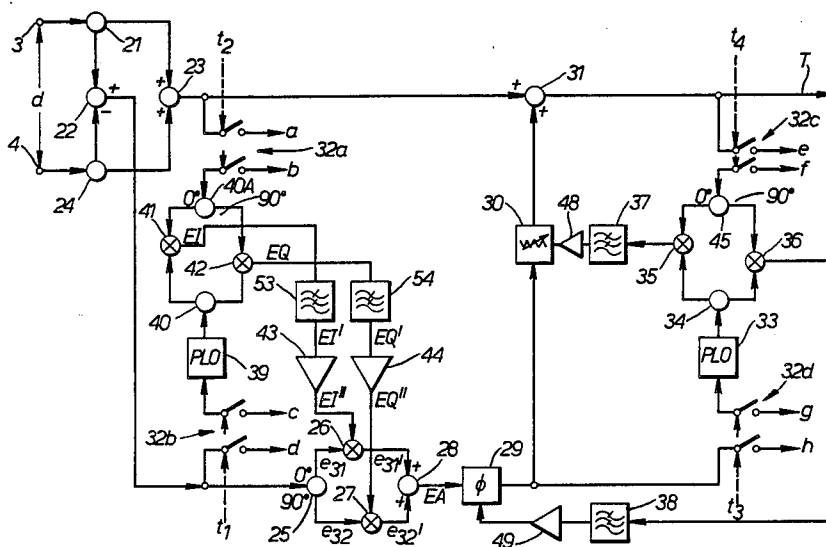 3
21
d
22
+
−
4
24
+
23
+
t2
a
32a
b
40A
0°
90°
41
EI
42
EQ
40
53
54
EI'
EQ'
43
44
EI"
EQ"
PLO
39
c
32b
d
t1
26
e31
e31'
0°
90°
25
27
e32
e32'
+
+
28
EA
ϕ
29
49
38
+
31
+
30
48
37
35
36
t4
T
32c
e
f
0°
90°
45
34
PLO
33
g
32d
h
t3